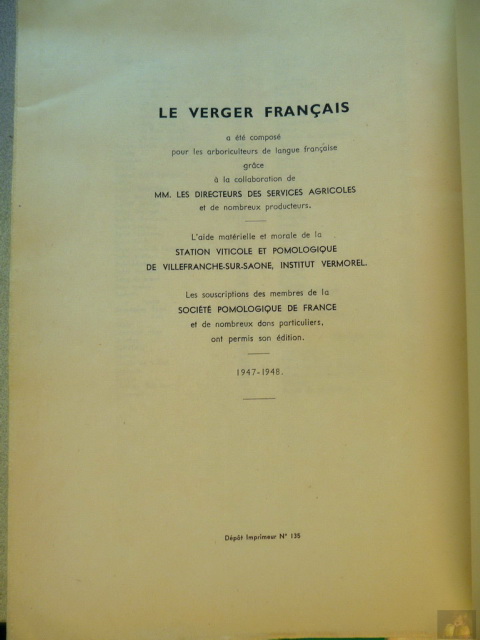 LE VERGER FRANÇAIS
a été composé
pour les arboriculteurs de langue française
grâce
à la collaboration de
MM. LES DIRECTEURS DES SERVICES AGRICOLES
et de nombreux producteurs.
L'aide matérielle et morale de la
STATION VITICOLE ET POMOLOGIQUE
DE VILLEFRANCHE-SUR-SAONE, INSTITUT VERMOREL.
Les souscriptions des membres de la
SOCIÉTÉ POMOLOGIQUE DE FRANCE
et de nombreux dons particuliers,
ont permis son édition.
1947-1948.
Dépôt Imprimeur N° 135